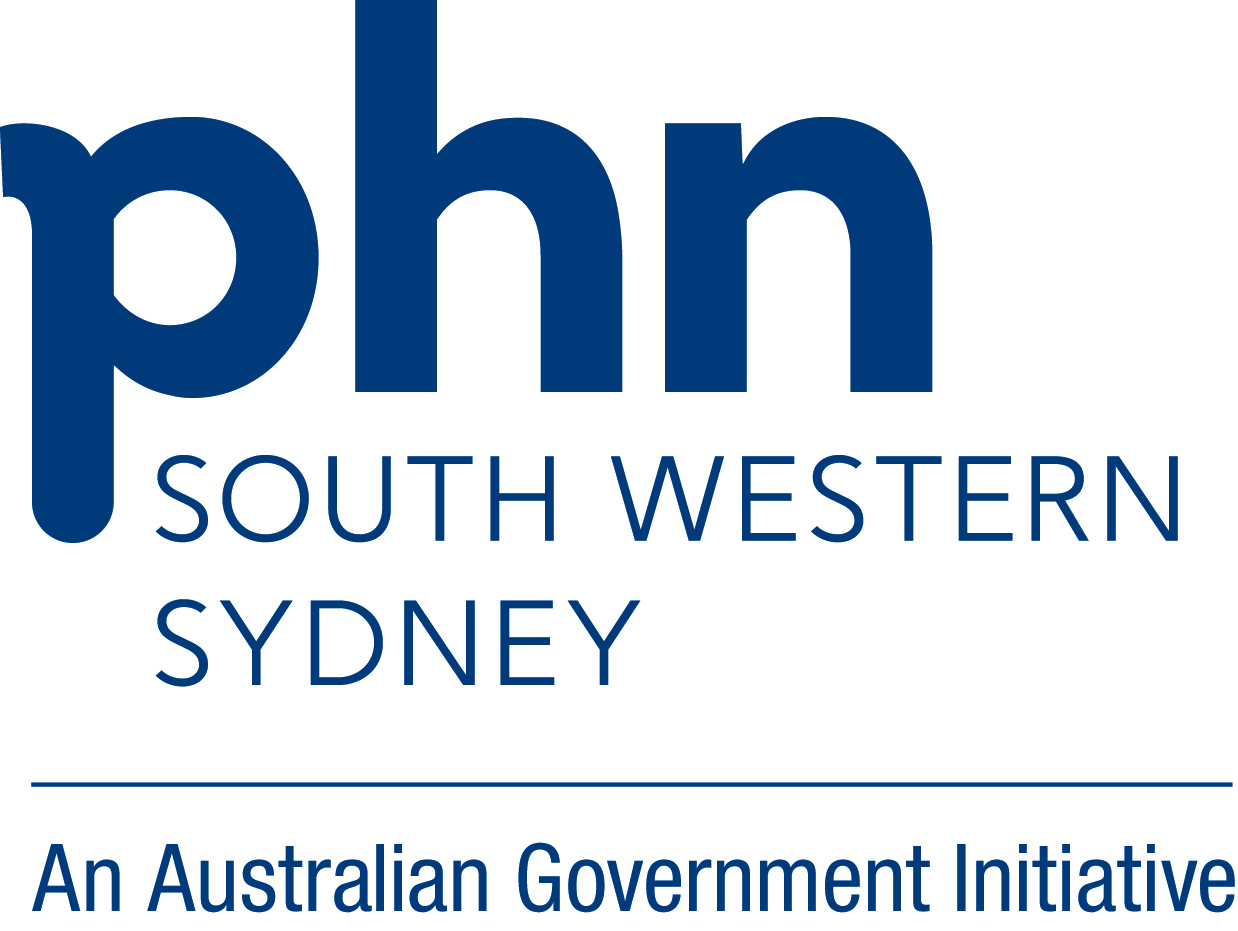 phn
SOUTH WESTERN
SYDNEY
An Australian Government Initiative